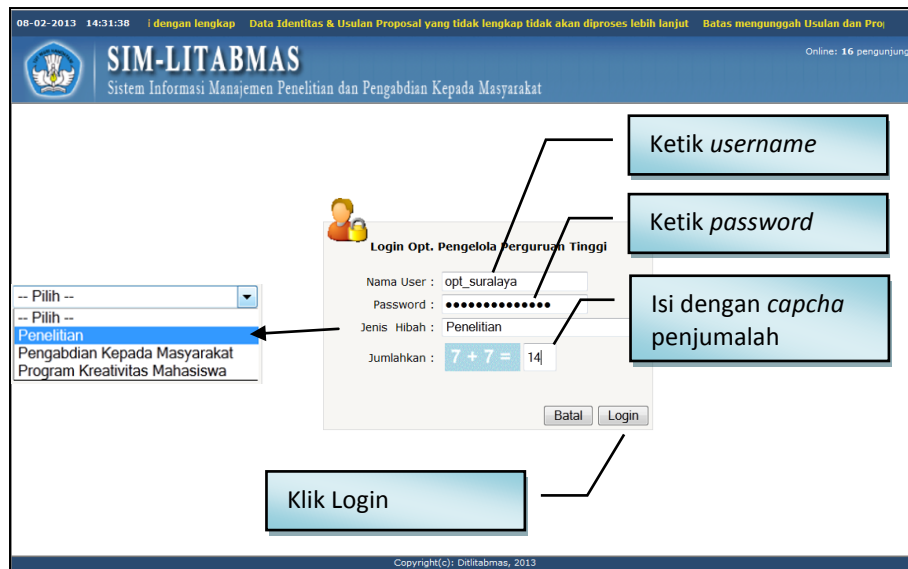 08-02-2013 14:31:38 i dengan lengkap Data Identitas & Usulan Proposal yang tidak lengkap tidak akan diproses lebih lanjut Batas mengunggah Usulan dan Pro
SIM-LITABMAS
Online: 16 pengunjung
Sistem Informasi Manajemen Penelitian dan Pengabdian Kepada Masyarakat
Ketik username
Ketik password
Login Opt. Pengelola Perguruan Tinggi
Nama User : opt_suralaya
Password : ••••••••••••••
Jenis Hibah : Penelitian
Jumlahkan : 7 + 7 = 14
Batal Login
-- Pilih --
-- Pilih --
Penelitian
Pengabdian Kepada Masyarakat
Program Kreativitas Mahasiswa
Isi dengan capcha
penjumalah
Klik Login
Copyright(c): Ditlitabmas, 2013